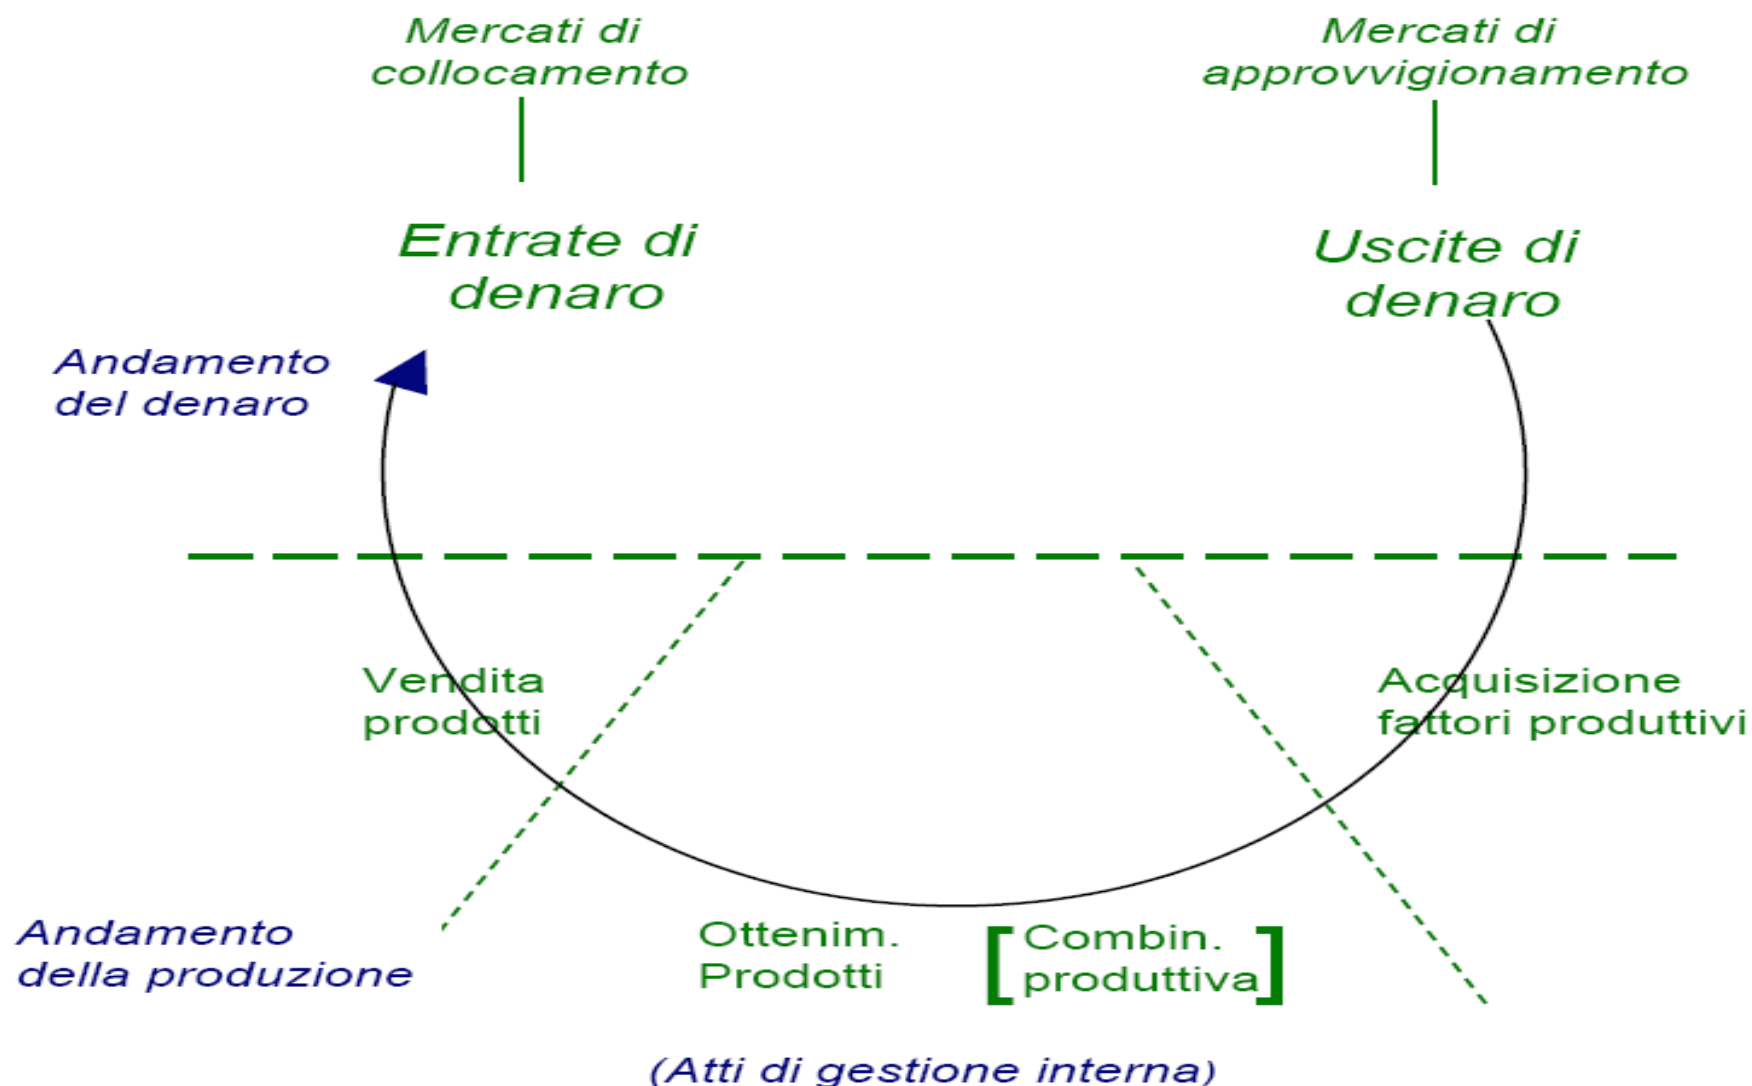 Mercati di
collocamento
Mercati di
approvvigionamento
Entrate di
denaro
Uscite di
denaro
Andamento
del denaro
Vendita
prodotti
Acquisizione
fattori produttivi
Andamento
della produzione
Ottenim.
Prodotti
[Combin.
produttiva]
(Atti di gestione interna)